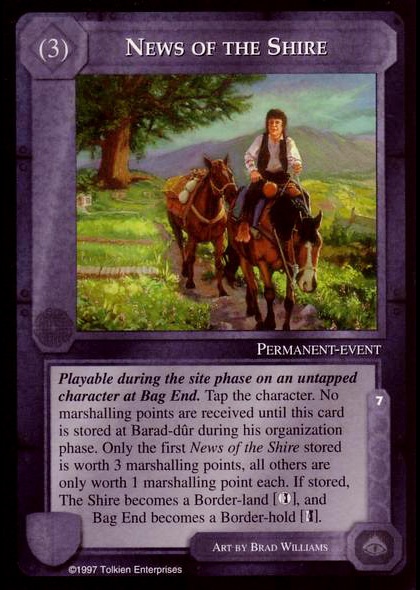 (3)
NEWS OF THE SHIRE
PERMANENT-EVENT
Playable during the site phase on an untapped
character at Bag End. Tap the character. No
marshalling points are received until this card
is stored at Barad-dûr during his organization
phase. Only the first News of the Shire stored
is worth 3 marshalling points, all others are
only worth 1 marshalling point each. If stored,
The Shire becomes a Border-land [ ], and
Bag End becomes a Border-hold [ ].
7
ART BY BRAD WILLIAMS
©1997 Tolkien Enterprises